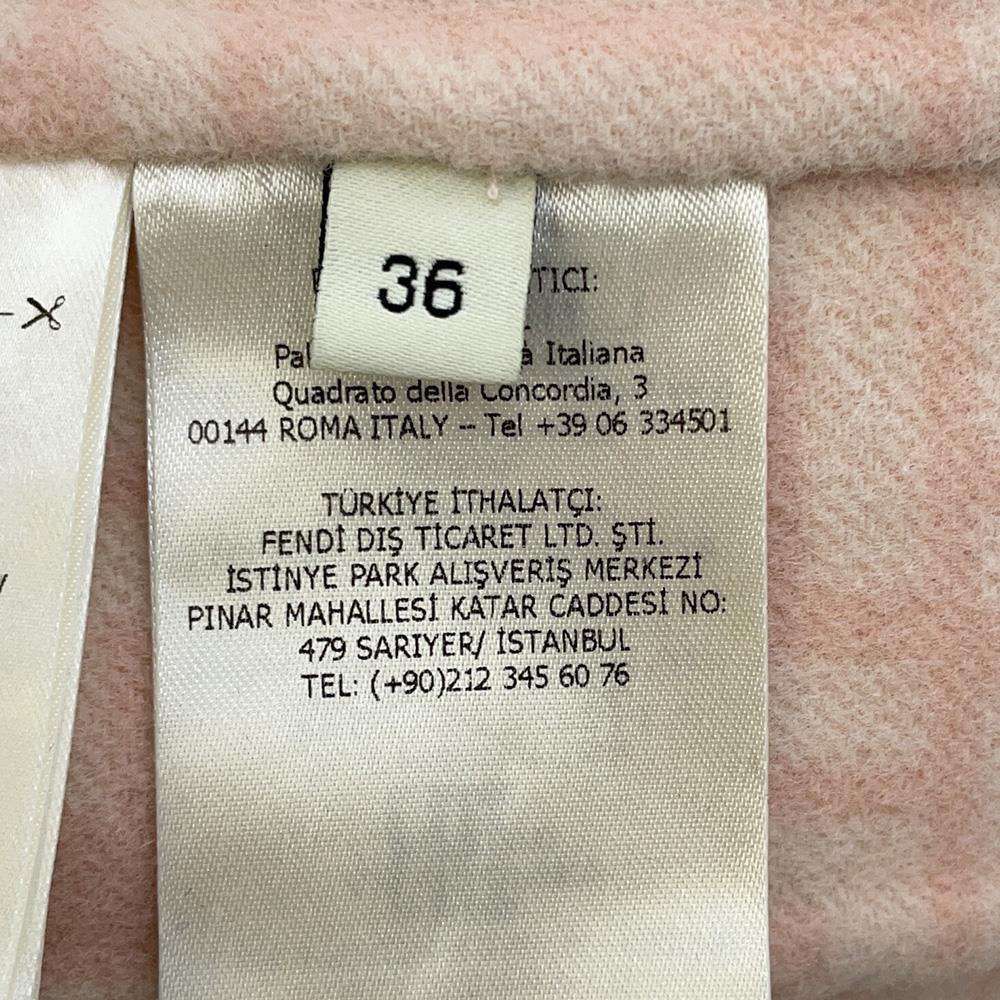 36
Italiana
Quadrato della Concordia, 3
00144 ROMA ITALY -- Tel +39 06 334501
TÜRKİYE İTHALATÇI:
FENDİ DIŞ TİCARET LTD. ŞTİ.
İSTİNYE PARK ALIŞVERİŞ MERKEZİ
PINAR MAHALLESİ KATAR CADDESİ NO:
479 SARIYER/ İSTANBUL
TEL: (+90)212 345 60 76